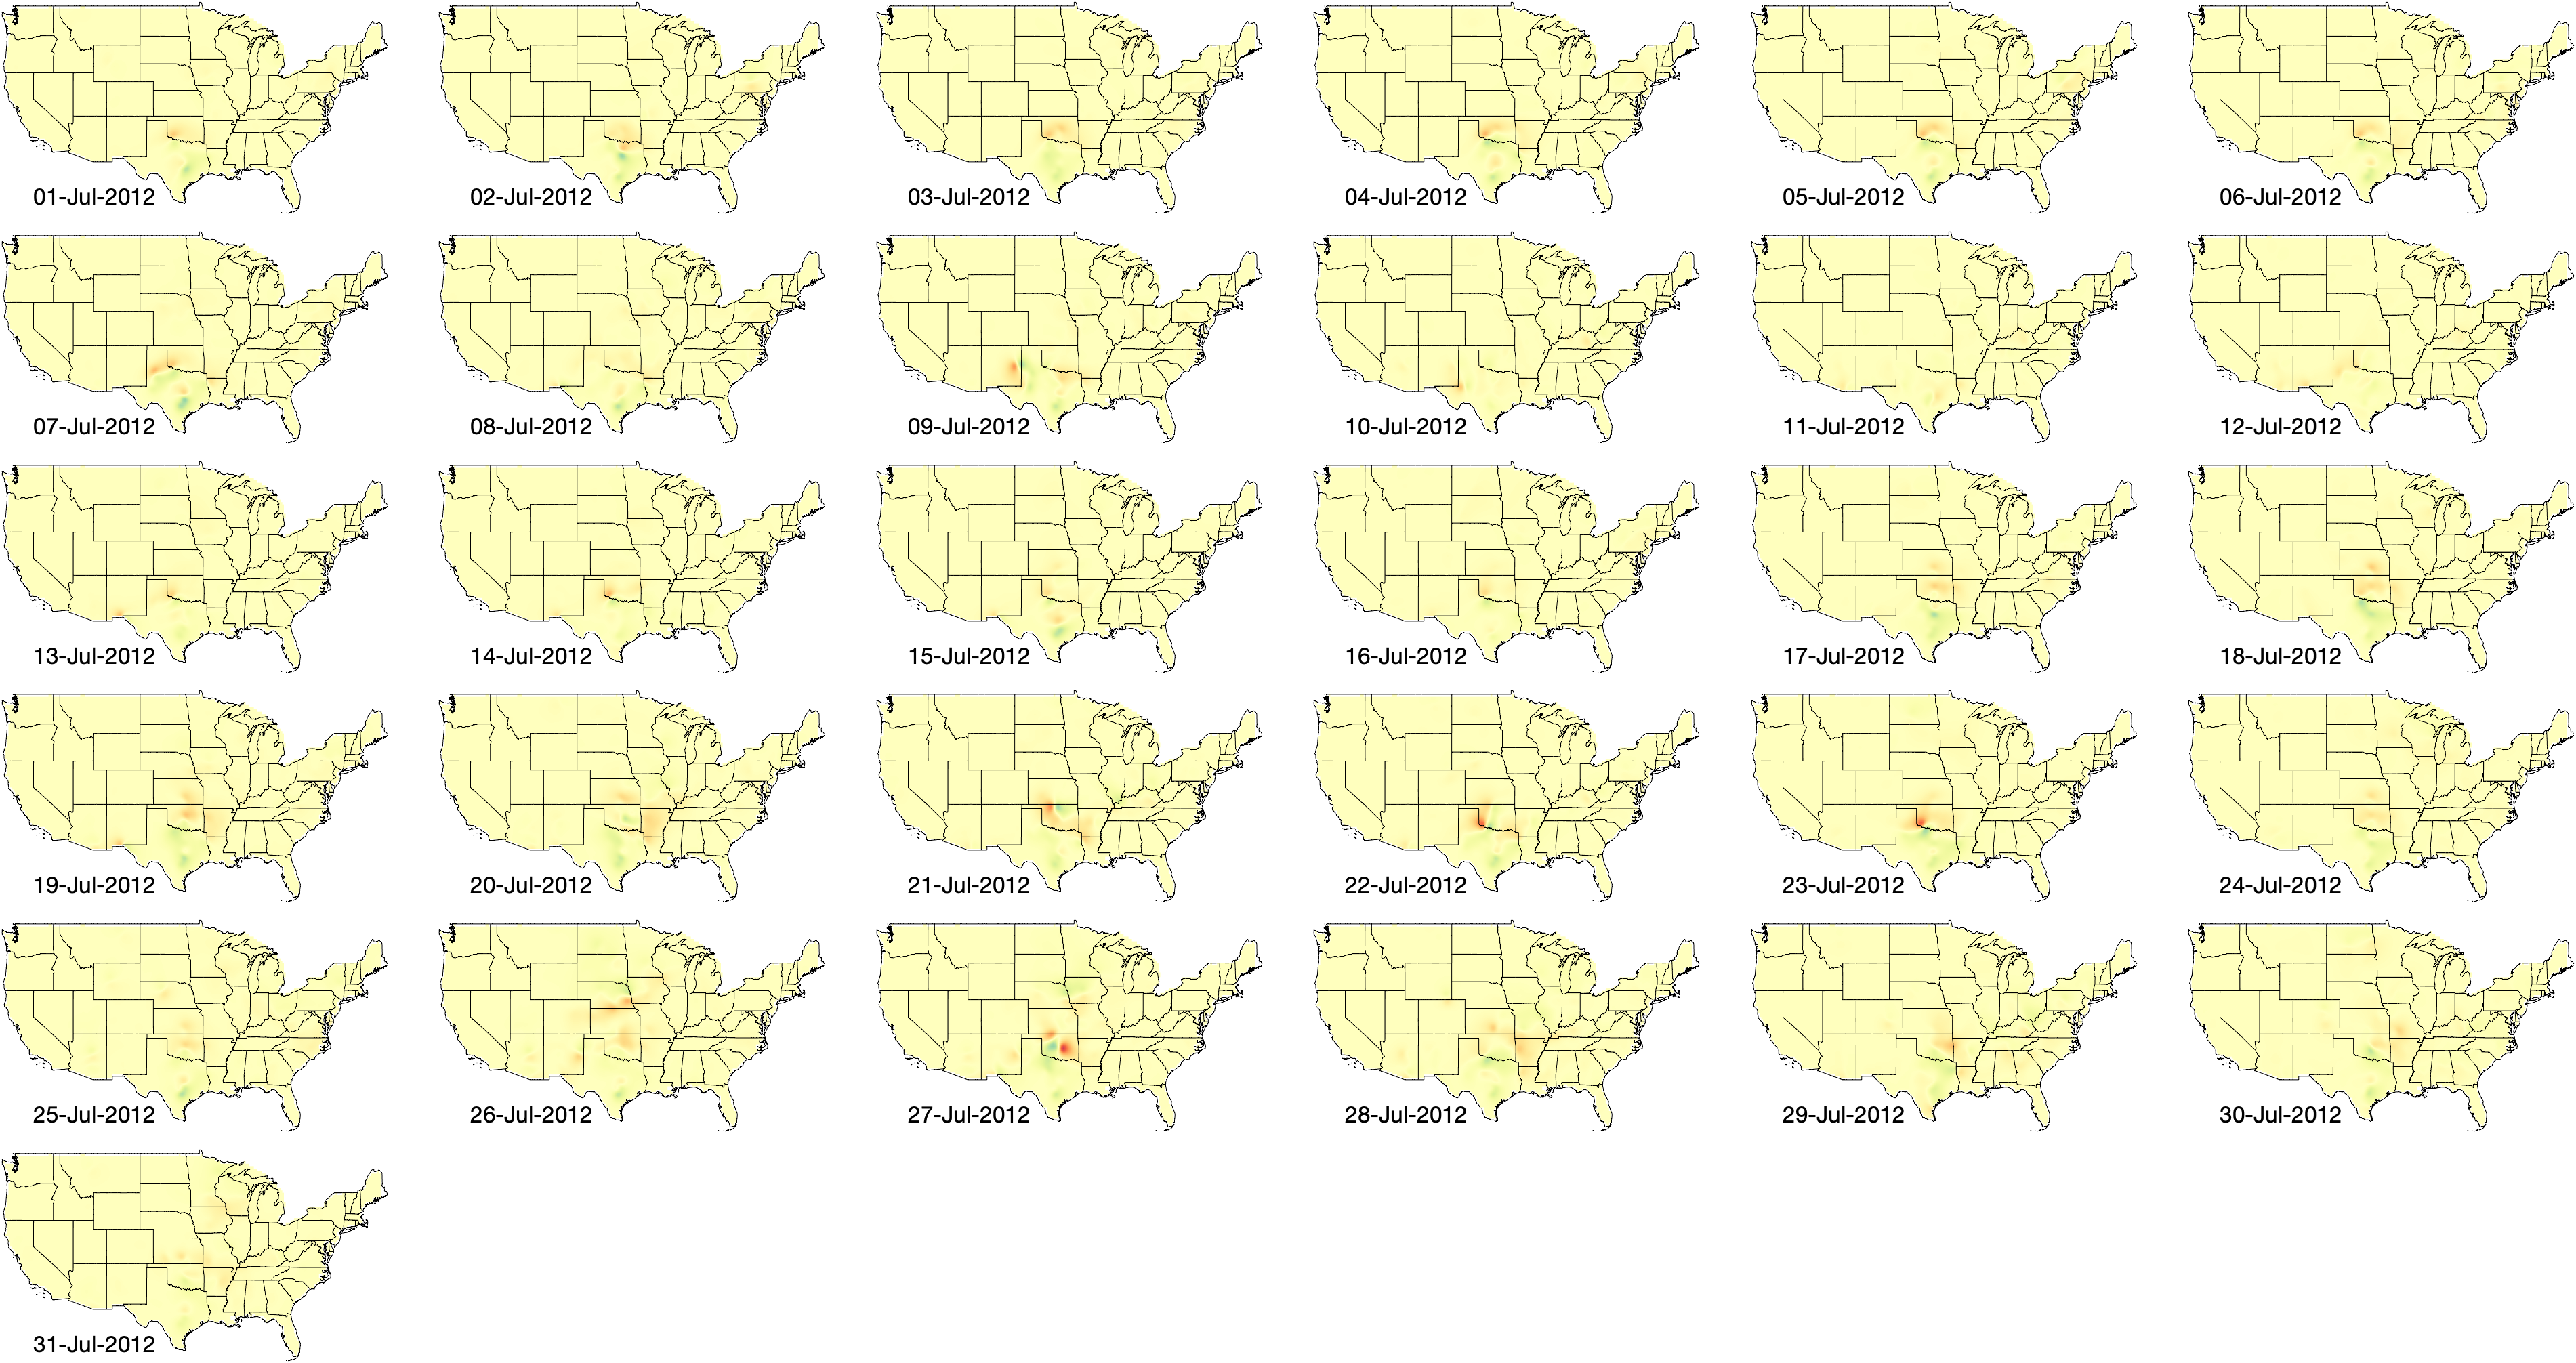 01-Jul-2012 02-Jul-2012 03-Jul-2012 04-Jul-2012 05-Jul-2012 06-Jul-2012
07-Jul-2012 08-Jul-2012 09-Jul-2012 10-Jul-2012 11-Jul-2012 12-Jul-2012
13-Jul-2012 14-Jul-2012 15-Jul-2012 16-Jul-2012 17-Jul-2012 18-Jul-2012
19-Jul-2012 20-Jul-2012 21-Jul-2012 22-Jul-2012 23-Jul-2012 24-Jul-2012
25-Jul-2012 26-Jul-2012 27-Jul-2012 28-Jul-2012 29-Jul-2012 30-Jul-2012
31-Jul-2012